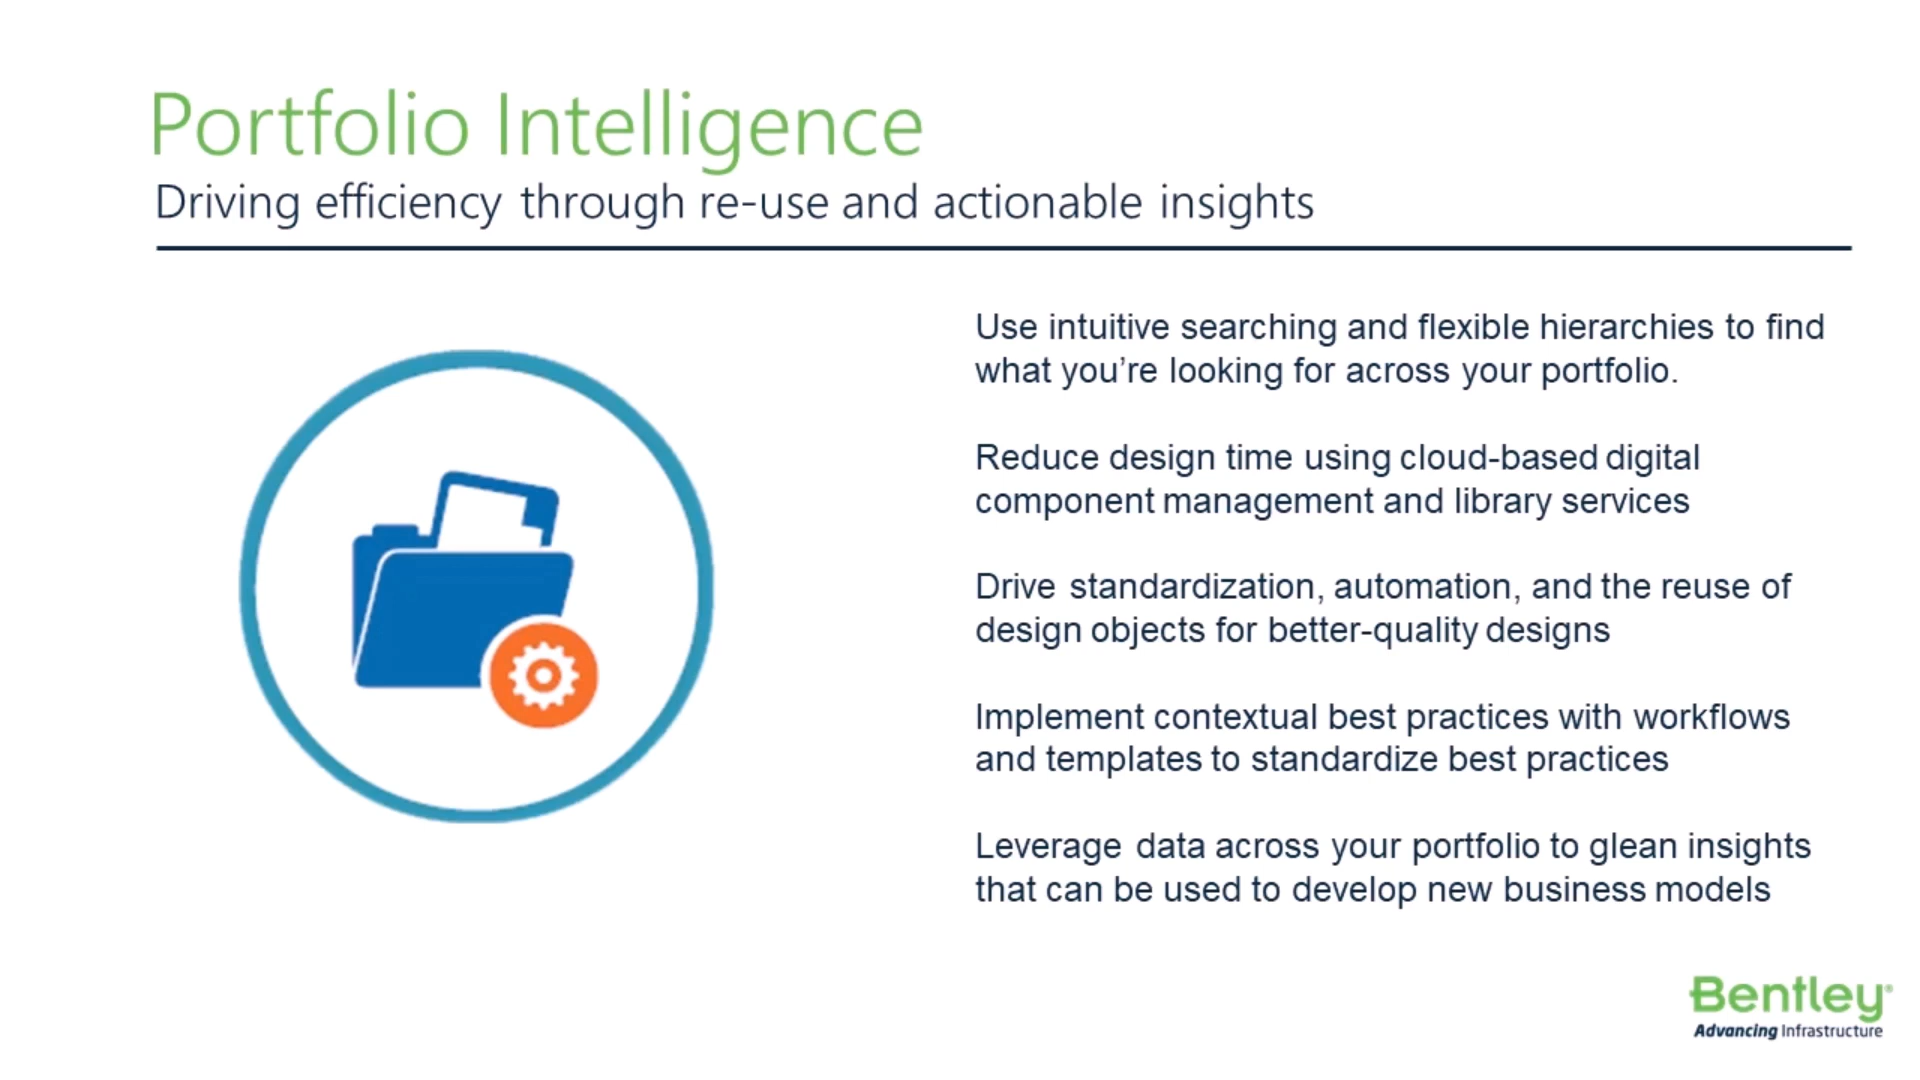 Portfolio Intelligence
Driving efficiency through re-use and actionable insights
Use intuitive searching and flexible hierarchies to find
what you’re looking for across your portfolio.
Reduce design time using cloud-based digital
component management and library services
Drive standardization, automation, and the reuse of
design objects for better-quality designs
Implement contextual best practices with workflows
and templates to standardize best practices
Leverage data across your portfolio to glean insights
that can be used to develop new business models
Bentley®
Advancing Infrastructure